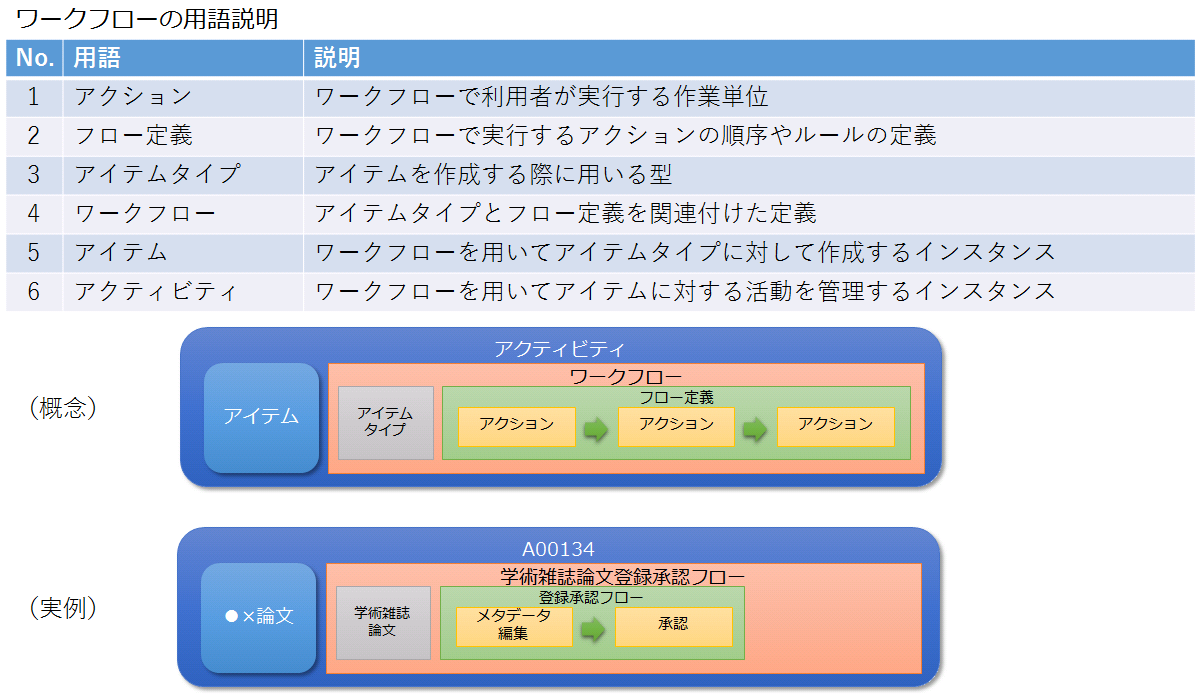 ワークフローの用語説明
No. 用語 説明
1 アクション ワークフローで利用者が実行する作業単位
2 フロー定義 ワークフローで実行するアクションの順序やルールの定義
3 アイテムタイプ アイテムを作成する際に用いる型
4 ワークフロー アイテムタイプとフロー定義を関連付けた定義
5 アイテム ワークフローを用いてアイテムタイプに対して作成するインスタンス
6 アクティビティ ワークフローを用いてアイテムに対する活動を管理するインスタンス
(概念)
アクティビティ
アイテム
ワークフロー
アイテム
タイプ
フロー定義
アクション アクション アクション
(実例)
A00134
●×論文
学術雑誌論文登録承認フロー
学術雑誌
論文
登録承認フロー
メタデータ
編集
承認